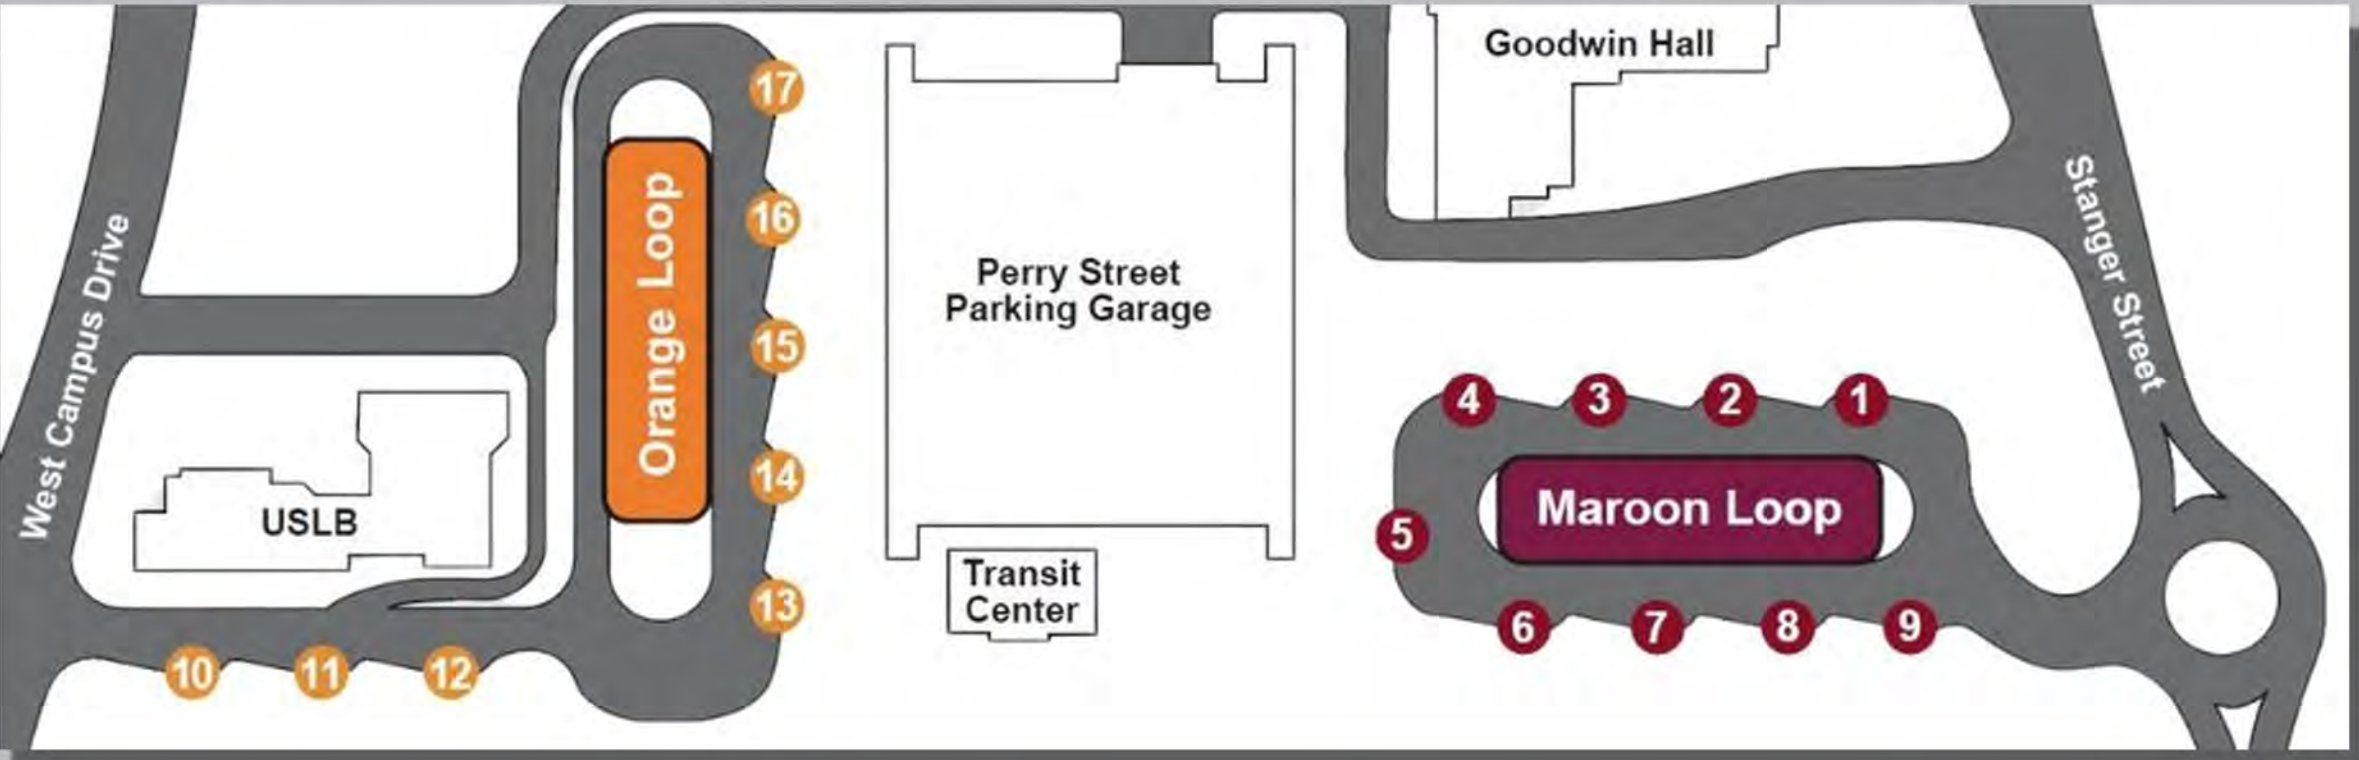 Goodwin Hall
17
16
Orange Loop
West Campus Drive
Stanger Street
Perry Street
Parking Garage
15
4
3
2
1
14
USLB
Maroon Loop
5
Transit
Center
13
6
7
8
9
10
11
12